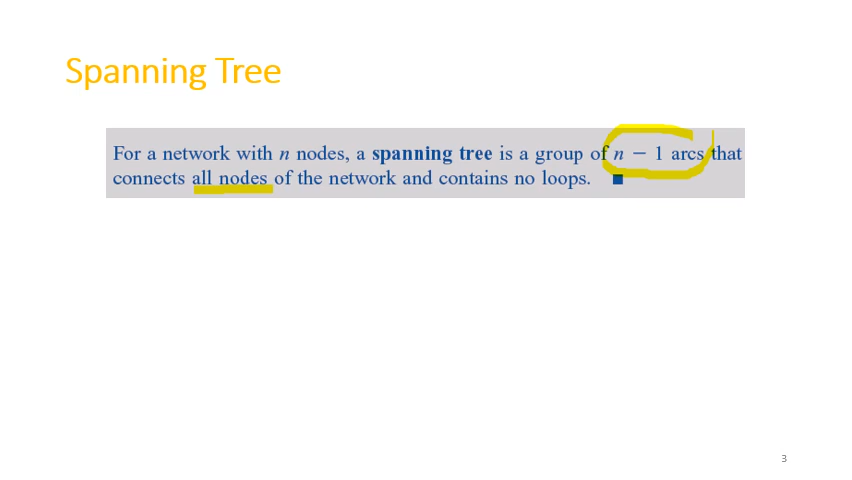 Spanning Tree
For a network with n nodes, a spanning tree is a group of n − 1 arcs that
connects all nodes of the network and contains no loops. ■
3